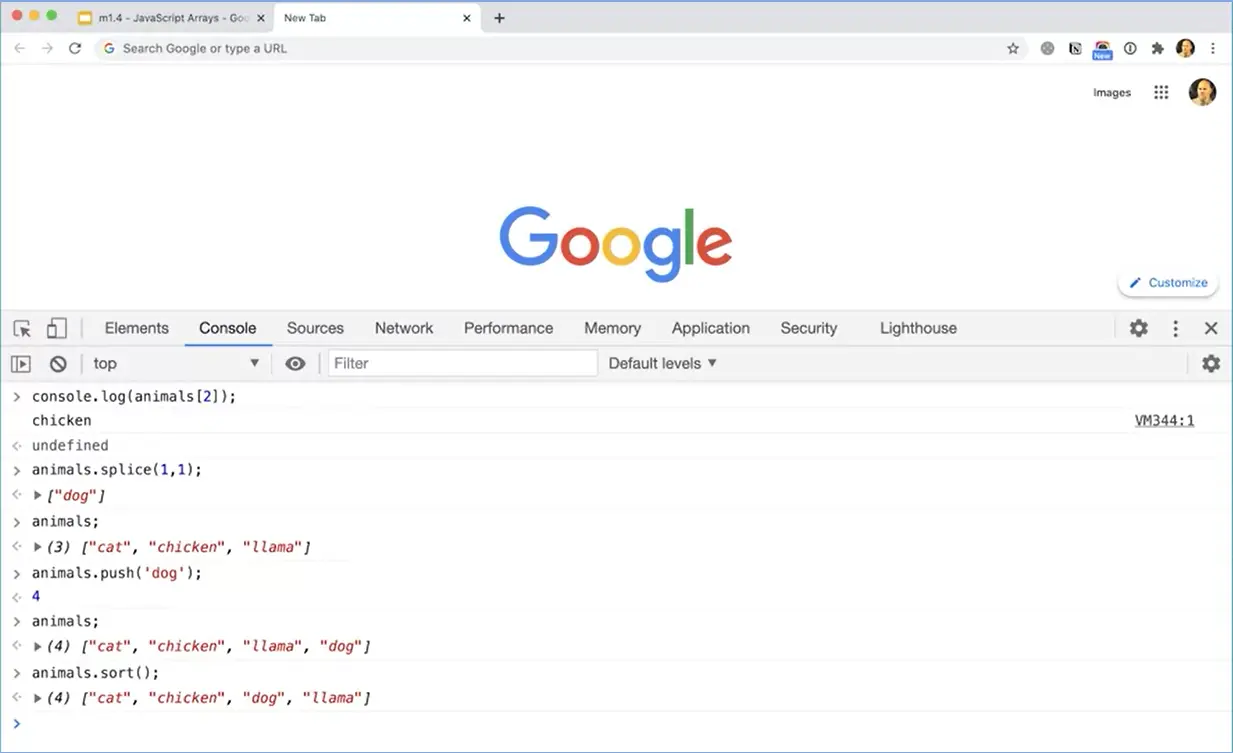 m1.4 - JavaScript Arrays - Goo
New Tab
Search Google or type a URL
New
Images
Google
Customize
Elements Console Sources Network Performance Memory Application Security Lighthouse
top Filter Default levels ▼
> console.log(animals[2]);
chicken VM344:1
<· undefined
> animals.splice(1,1);
<· ▶ ["dog"]
> animals;
<· ▶ (3) ["cat", "chicken", "llama"]
> animals.push('dog');
<· 4
> animals;
<· ▶ (4) ["cat", "chicken", "llama", "dog"]
> animals.sort();
<· ▶ (4) ["cat", "chicken", "dog", "llama"]
>